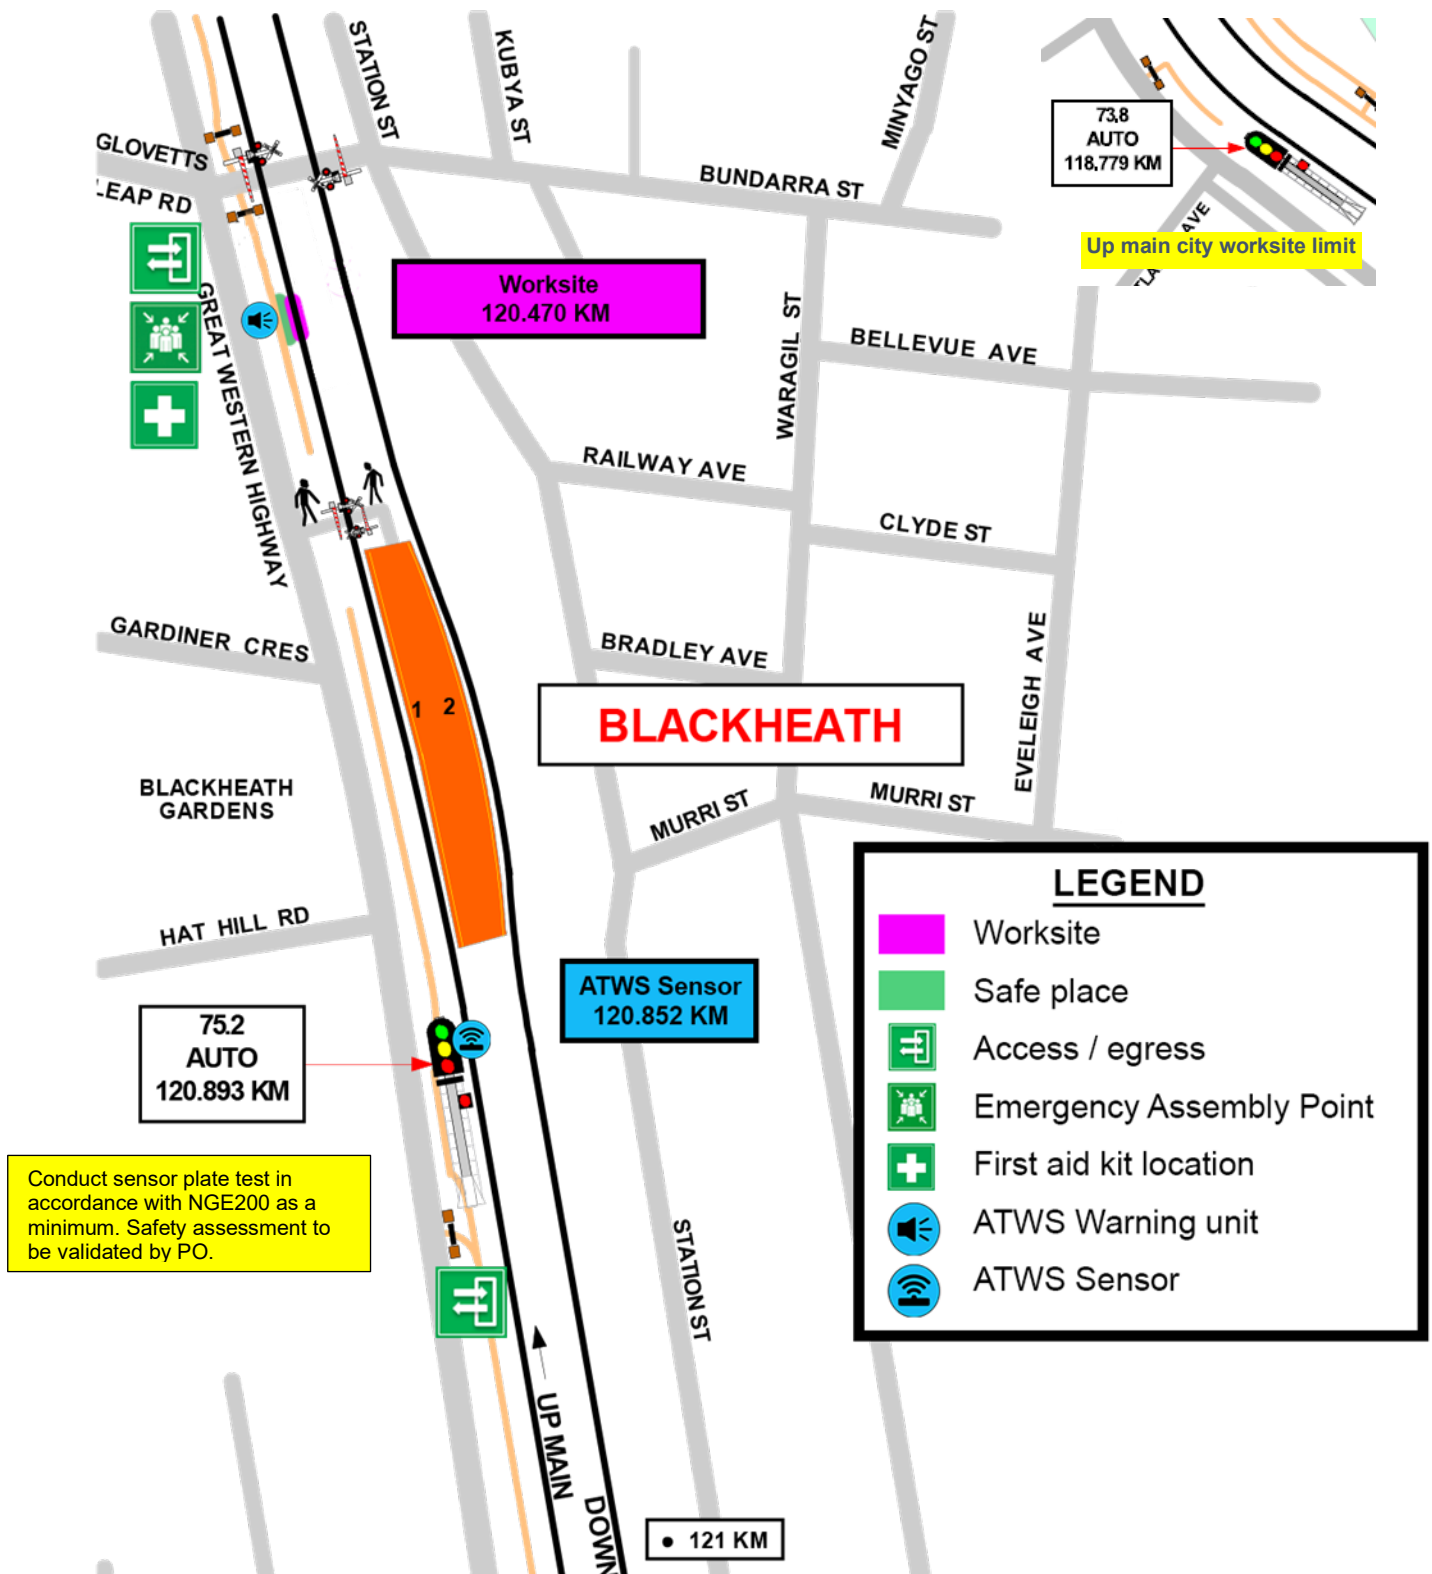 STATION ST
KUBYA ST
MINYAGO ST
GLOVETTS
LEAP RD
BUNDARRA ST
73,8
AUTO
118.779 KM
AVE
Up main city worksite limit
Worksite
120.470 KM
GREAT WESTERN HIGHWAY
WARAGIL ST
BELLEVUE AVE
RAILWAY AVE
CLYDE ST
GARDINER CRES
BRADLEY AVE
EVELEIGH AVE
1 2
BLACKHEATH
BLACKHEATH
GARDENS
MURRI ST
MURRI ST
HAT HILL RD
ATWS Sensor
120.852 KM
75.2
AUTO
120.893 KM
Conduct sensor plate test in
accordance with NGE200 as a
minimum. Safety assessment to
be validated by PO.
STATION ST
UP MAIN
DOWN
121 KM
LEGEND
Worksite
Safe place
Access / egress
Emergency Assembly Point
First aid kit location
ATWS Warning unit
ATWS Sensor